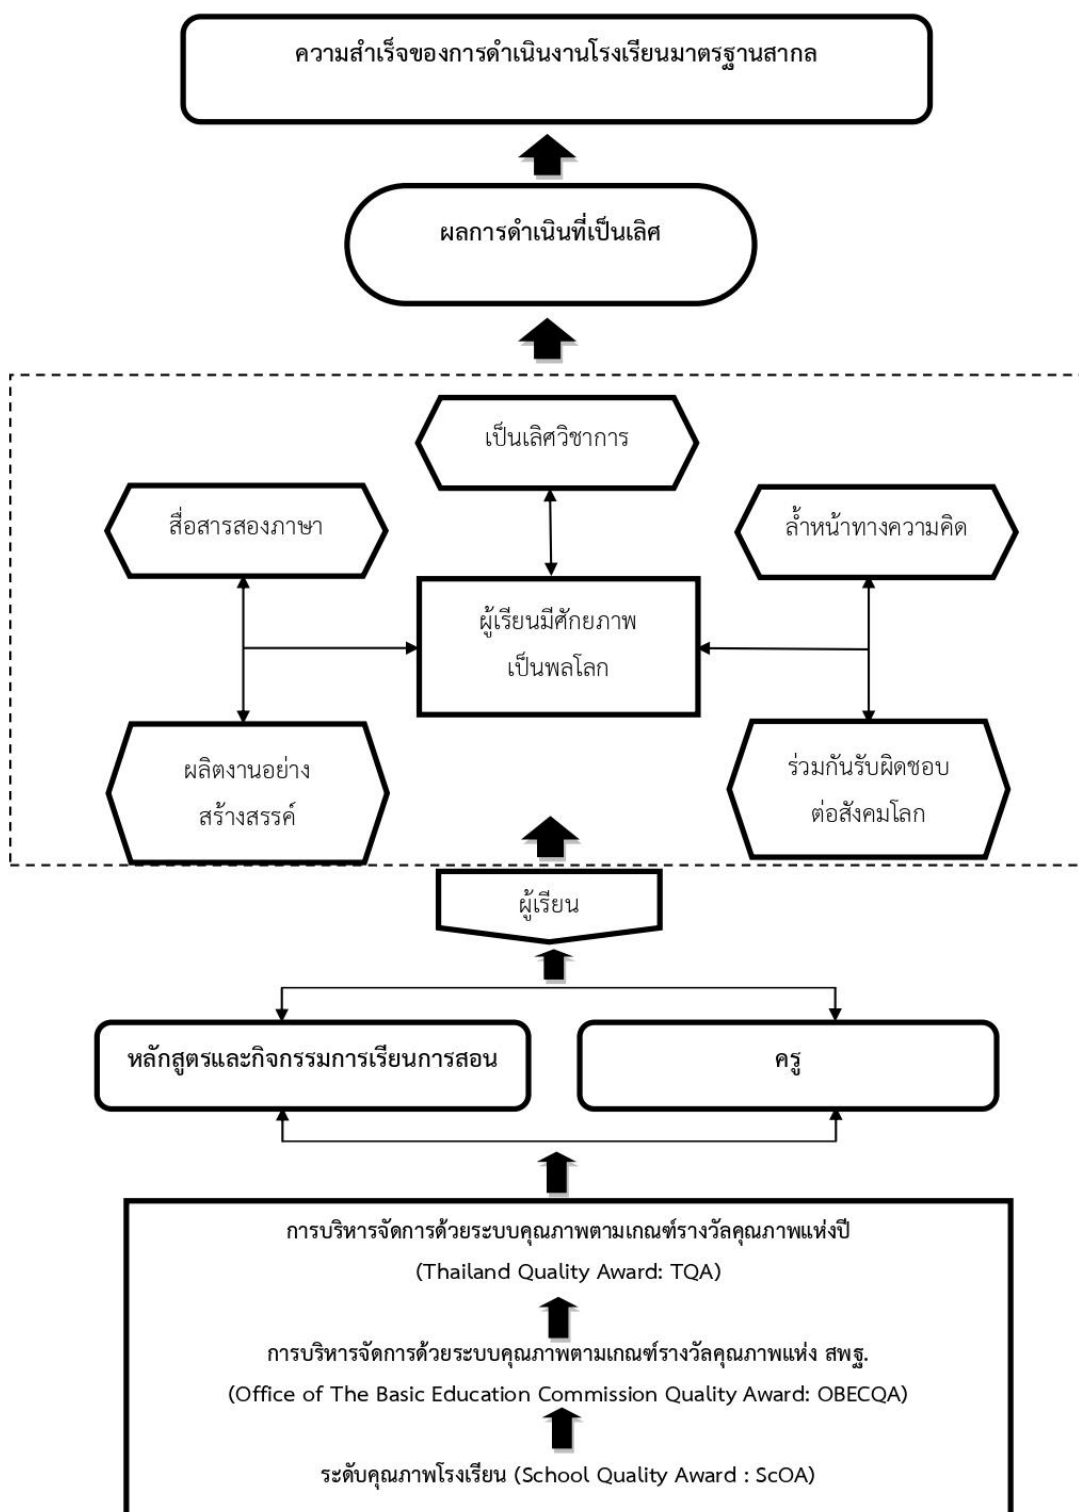 ความสำเร็จของการดำเนินงานโรงเรียนมาตรฐานสากล
ผลการดำเนินที่เป็นเลิศ
เป็นเลิศวิชาการ
สื่อสารสองภาษา
ล้ำหน้าทางความคิด
ผู้เรียนมีศักยภาพ
เป็นพลโลก
ผลิตงานอย่าง
สร้างสรรค์
ร่วมกันรับผิดชอบ
ต่อสังคมโลก
ผู้เรียน
หลักสูตรและกิจกรรมการเรียนการสอน
ครู
การบริหารจัดการด้วยระบบคุณภาพตามเกณฑ์รางวัลคุณภาพแห่งปี
(Thailand Quality Award: TQA)
การบริหารจัดการด้วยระบบคุณภาพตามเกณฑ์รางวัลคุณภาพแห่ง สพฐ.
(Office of The Basic Education Commission Quality Award: OBECQA)
ระดับคุณภาพโรงเรียน (School Quality Award : ScOA)